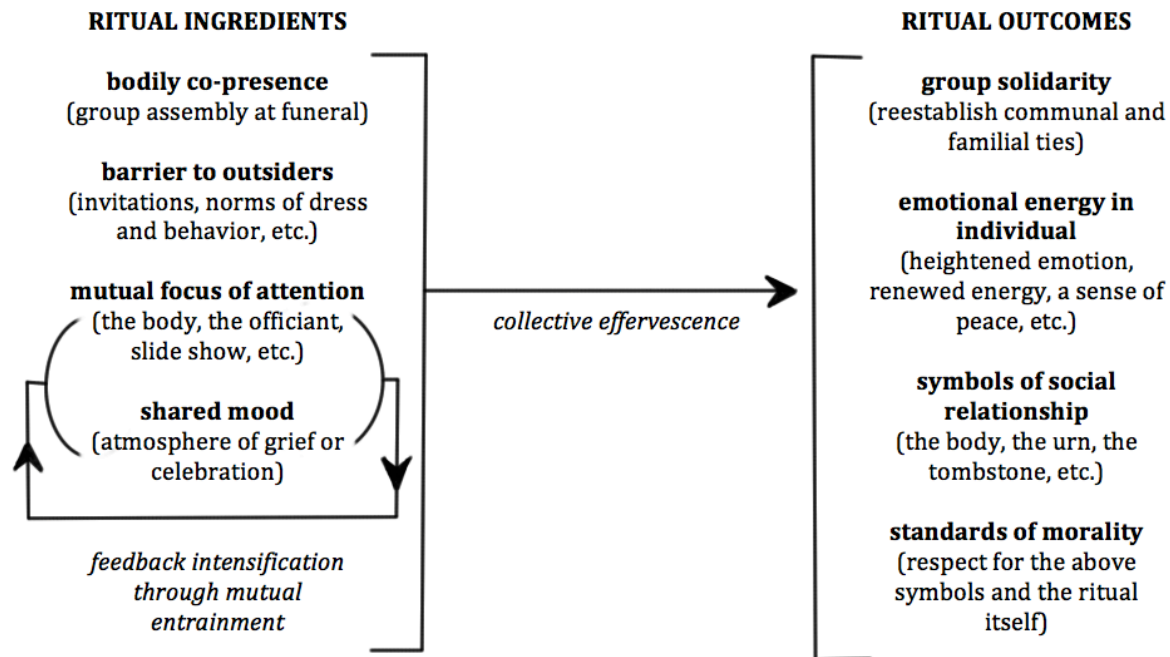 RITUAL INGREDIENTS
bodily co-presence
(group assembly at funeral)
barrier to outsiders
(invitations, norms of dress
and behavior, etc.)
mutual focus of attention
(the body, the officiant,
slide show, etc.)
shared mood
(atmosphere of grief or
celebration)
feedback intensification
through mutual
entrainment
collective effervescence
RITUAL OUTCOMES
group solidarity
(reestablish communal and
familial ties)
emotional energy in
individual
(heightened emotion,
renewed energy, a sense of
peace, etc.)
symbols of social
relationship
(the body, the urn, the
tombstone, etc.)
standards of morality
(respect for the above
symbols and the ritual
itself)